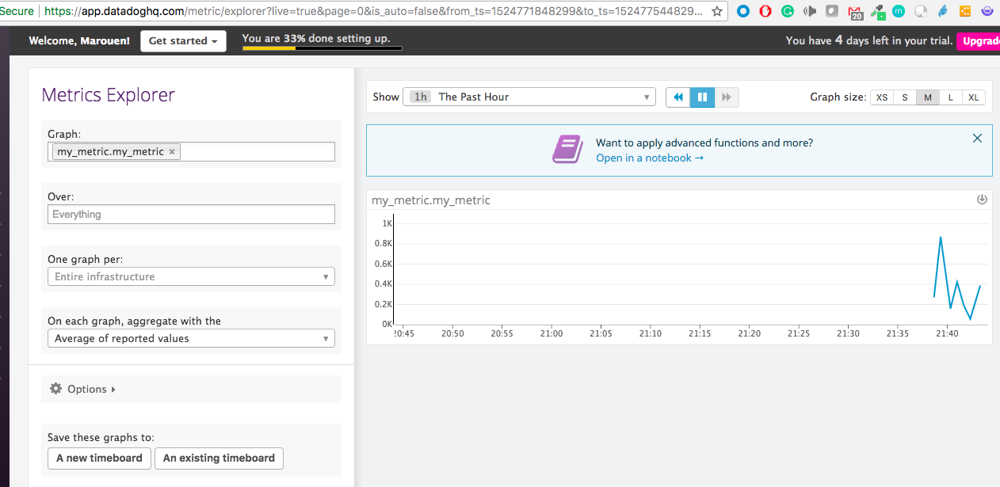 Secure https://app.datadoghq.com/metric/explorer?live=true&page=0&is_auto=false&from_ts=1524771848299&to_ts=152477544829...
20
m
Welcome, Marouen! Get started You are 33% done setting up. You have 4 days left in your trial. Upgrad
Metrics Explorer
Graph:
my_metric.my_metric ×
Over:
Everything
One graph per:
Entire infrastructure
On each graph, aggregate with the
Average of reported values
Options
Save these graphs to:
A new timeboard An existing timeboard
Show 1h The Past Hour Graph size: XS S M L XL
Want to apply advanced functions and more?
Open in a notebook →
my_metric.my_metric
1K
0.8K
0.6K
0.4K
0.2K
0K
20:45 20:50 20:55 21:00 21:05 21:10 21:15 21:20 21:25 21:30 21:35 21:40